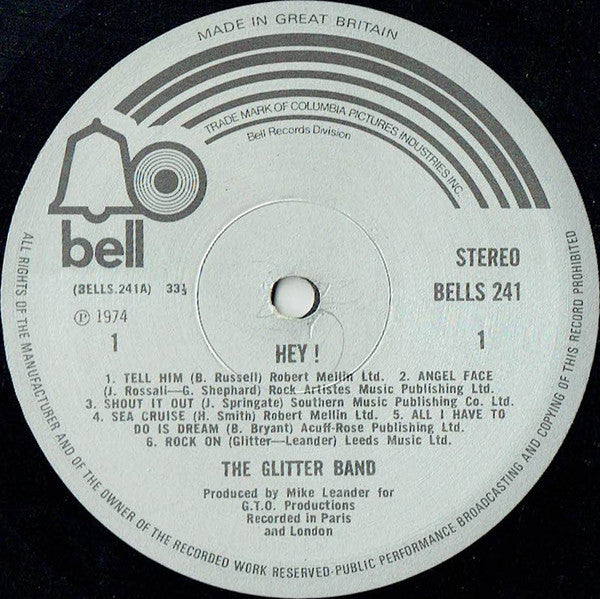 MADE IN GREAT BRITAIN
TRADE MARK OF COLUMBIA PICTURES INDUSTRIES INC.
Bell Records Division
bell
STEREO
(BELLS.241A) 33⅓
BELLS 241
℗ 1974
1
HEY !
1
1. TELL HIM (B. Russell) Robert Mellin Ltd. 2. ANGEL FACE
(J. Rossall—G. Shephard) Rock Artistes Music Publishing Ltd.
3. SHOUT IT OUT (J. Springate) Southern Music Publishing Co. Ltd.
4. SEA CRUISE (H. Smith) Robert Mellin Ltd. 5. ALL I HAVE TO
DO IS DREAM (B. Bryant) Acuff-Rose Publishing Ltd.
6. ROCK ON (Glitter—Leander) Leeds Music Ltd.
THE GLITTER BAND
Produced by Mike Leander for
G.T.O. Productions
Recorded in Paris
and London
ALL RIGHTS OF THE MANUFACTURER AND OF THE OWNER OF THE RECORDED WORK RESERVED-PUBLIC PERFORMANCE BROADCASTING AND COPYING OF THIS RECORD PROHIBITED